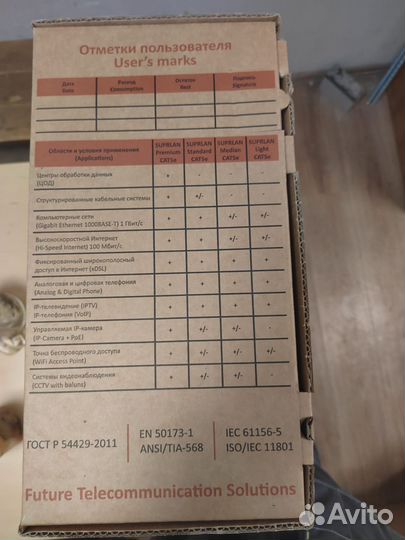 Отметки пользователя
User's marks
Дата Расход Остаток Подпись
Date Consumption Rest Signature
Области и условия применения
(Applications)
SUPRLAN Premium CAT5e
SUPRLAN Standard CAT5e
SUPRLAN Median CAT5e
SUPRLAN Light CAT5e
Центры обработки данных
(ЦОД) + - - -
Структурированные кабельные системы + +/- - -
Компьютерные сети
(Gigabit Ethernet 1000BASE-T) 1 Гбит/с + + +/- +/-
Высокоскоростной Интернет
(Hi-Speed Internet) 100 Мбит/с + + +/- +/-
Фиксированный широкополосный
доступ в Интернет (xDSL) + + + +
Аналоговая и цифровая телефония
(Analog & Digital Phone) + + + +
IP-телевидение (IPTV)
IP-телефония (VoIP) + + + +
Управляемая IP-камера
(IP-Camera + PoE) + +/- +/- -
Точка беспроводного доступа
(WiFi Access Point) + +/- +/- +/-
Системы видеонаблюдения
(CCTV with baluns) + +/- +/- -
ГОСТ Р 54429-2011
EN 50173-1
ANSI/TIA-568
IEC 61156-5
ISO/IEC 11801
Future Telecommunication Solutions
Avito